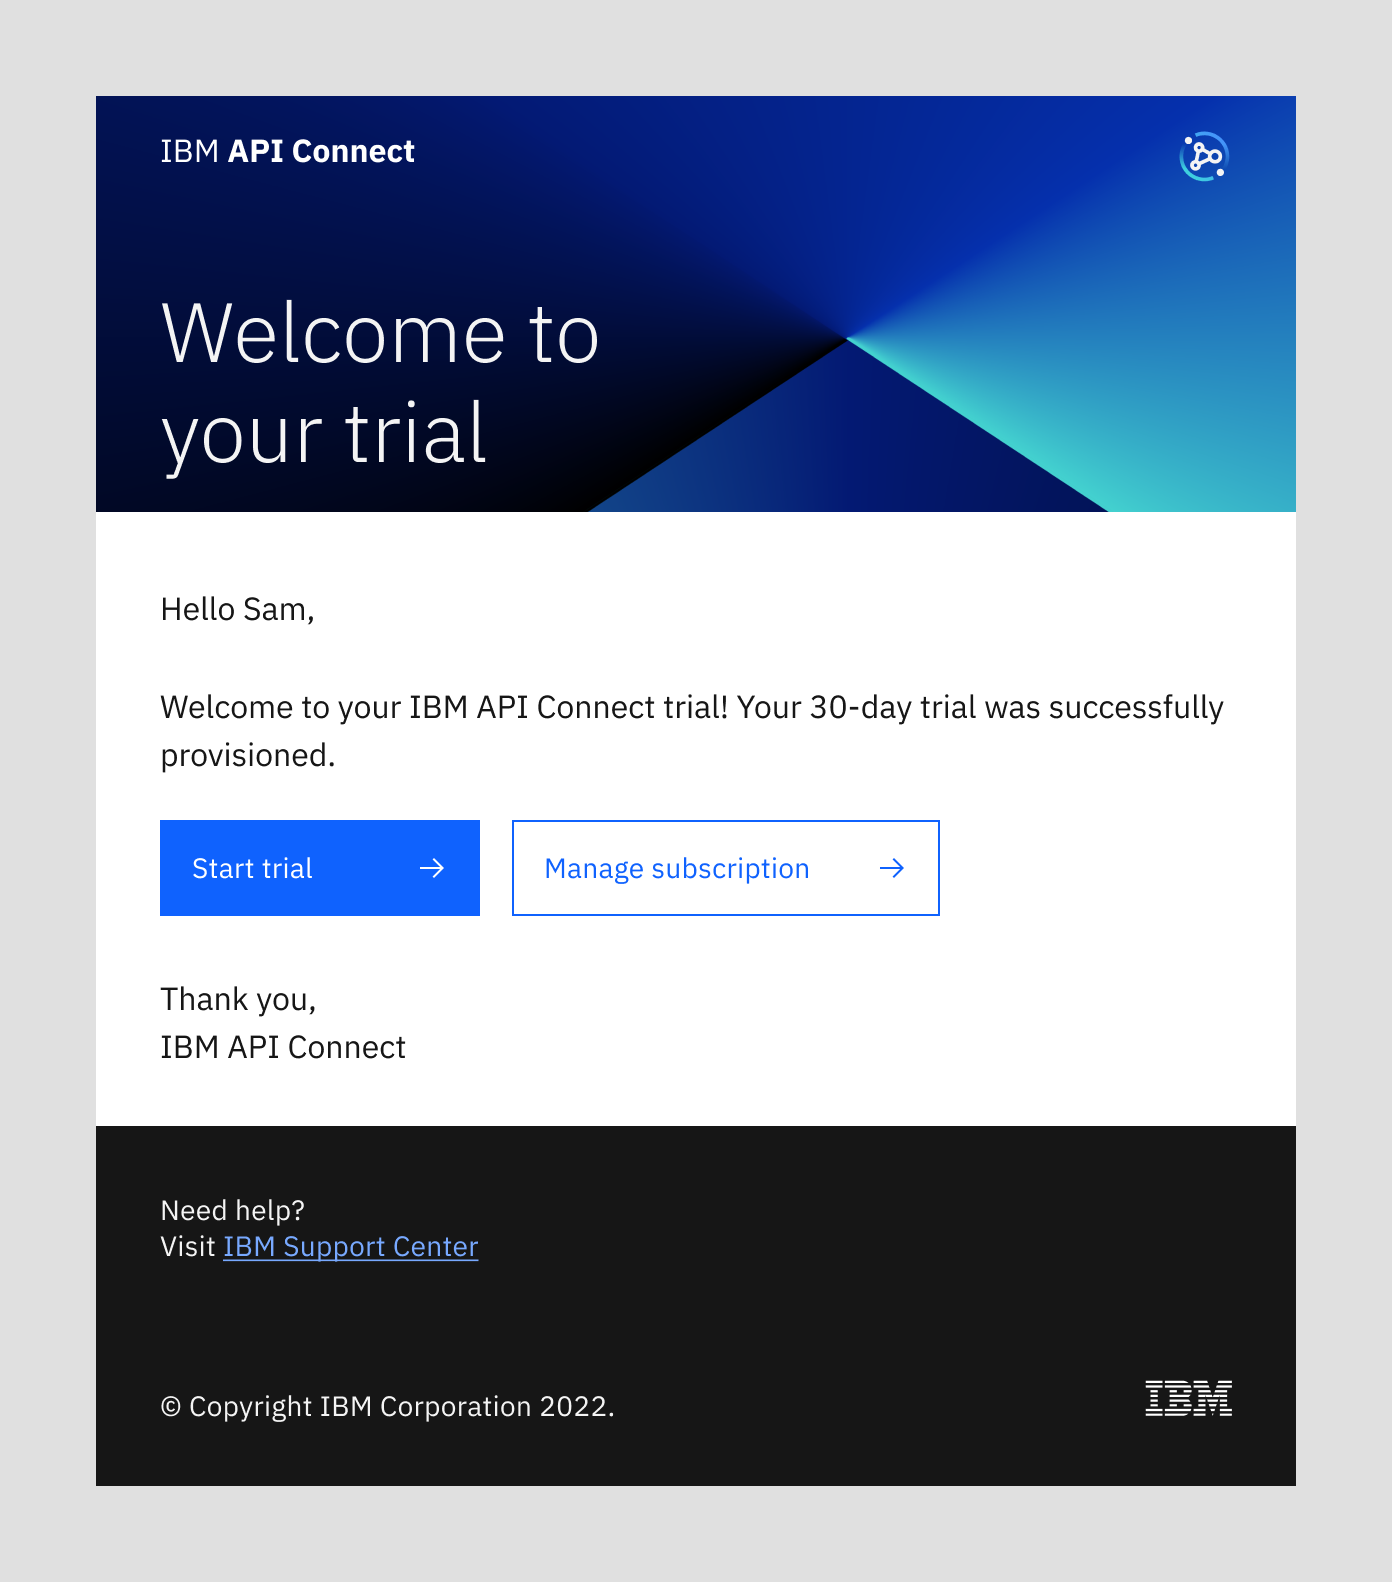 IBM API Connect
Welcome to
your trial
Hello Sam,
Welcome to your IBM API Connect trial! Your 30-day trial was successfully
provisioned.
Start trial
Manage subscription
Thank you,
IBM API Connect
Need help?
Visit IBM Support Center
© Copyright IBM Corporation 2022.
IBM